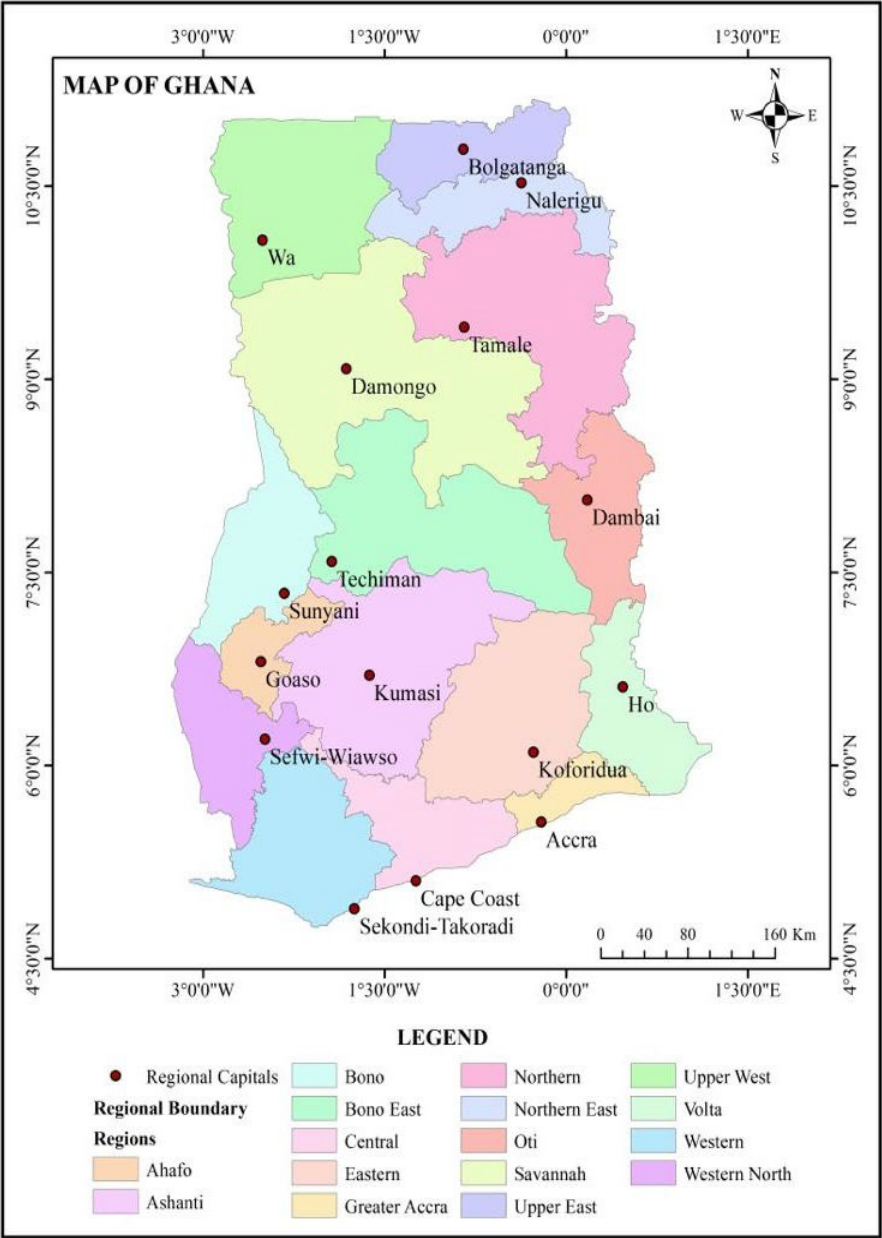 3°0'0"W 1°30'0"W 0°0'0" 1°30'0"E
MAP OF GHANA
N
W E
S
10°30'0"N 10°30'0"N
Bolgatanga
Nalerigu
Wa
Tamale
9°0'0"N 9°0'0"N
Damongo
Dambai
7°30'0"N 7°30'0"N
Techiman
Sunyani
Goaso
Kumasi
Ho
6°0'0"N 6°0'0"N
Sefwi-Wiawso
Koforidua
Accra
Cape Coast
Sekondi-Takoradi
0 40 80 160 Km
4°30'0"N 4°30'0"N
3°0'0"W 1°30'0"W 0°0'0" 1°30'0"E
LEGEND
Regional Capitals
Regional Boundary
Regions
Ahafo
Ashanti
Bono
Bono East
Central
Eastern
Greater Accra
Northern
Northern East
Oti
Savannah
Upper East
Upper West
Volta
Western
Western North